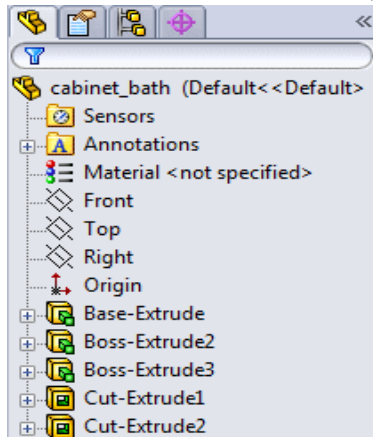 «
cabinet_bath (Default<<Default>
Sensors
A Annotations
Material <not specified>
Front
Top
Right
Origin
Base-Extrude
Boss-Extrude2
Boss-Extrude3
Cut-Extrude1
Cut-Extrude2